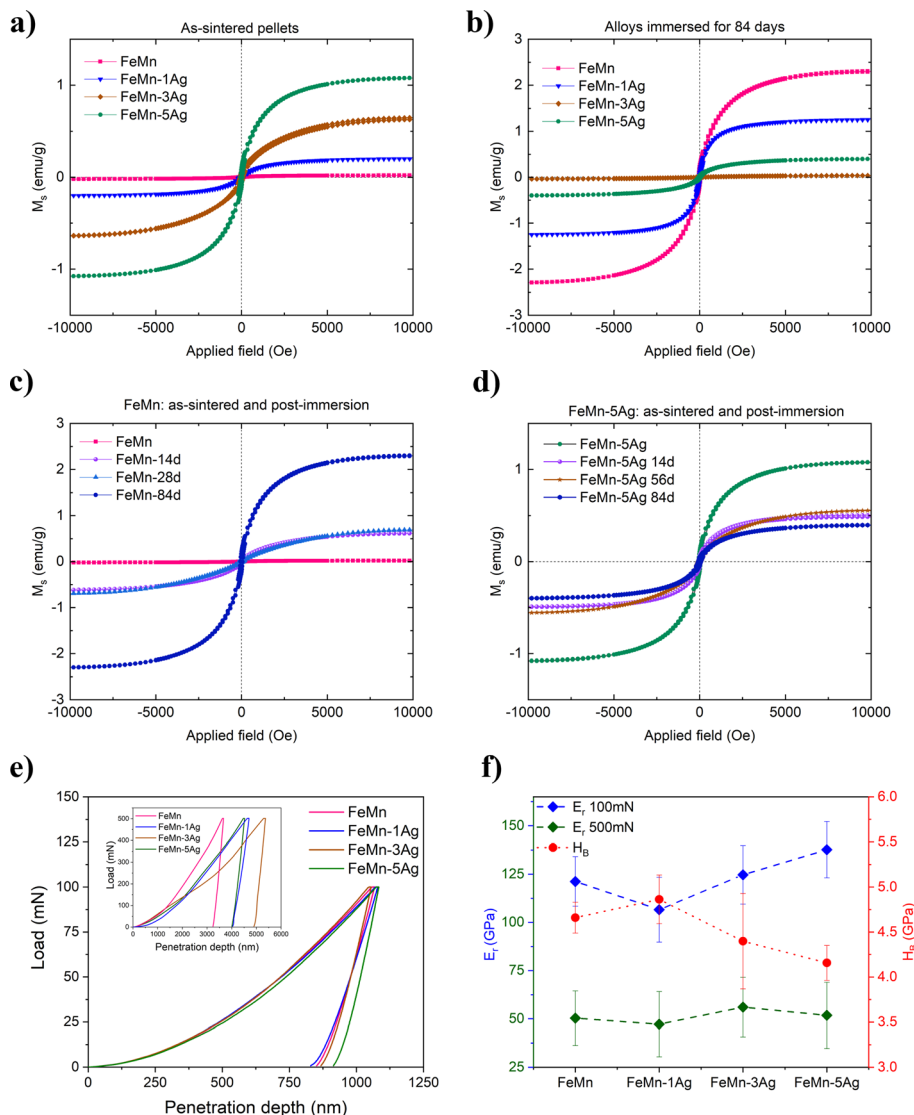 a)
As-sintered pellets
FeMn
FeMn-1Ag
FeMn-3Ag
FeMn-5Ag
1
0
-1
Ms (emu/g)
-10000 -5000 0 5000 10000
Applied field (Oe)
b)
Alloys immersed for 84 days
FeMn
FeMn-1Ag
FeMn-3Ag
FeMn-5Ag
3
2
1
0
-1
-2
-3
Ms (emu/g)
-10000 -5000 0 5000 10000
Applied field (Oe)
c)
FeMn: as-sintered and post-immersion
FeMn
FeMn-14d
FeMn-28d
FeMn-84d
3
2
1
0
-1
-2
-3
Ms (emu/g)
-10000 -5000 0 5000 10000
Applied field (Oe)
d)
FeMn-5Ag: as-sintered and post-immersion
FeMn-5Ag
FeMn-5Ag 14d
FeMn-5Ag 56d
FeMn-5Ag 84d
1
0
-1
Ms (emu/g)
-10000 -5000 0 5000 10000
Applied field (Oe)
e)
150
125
100
75
50
25
0
Load (mN)
FeMn
FeMn-1Ag
FeMn-3Ag
FeMn-5Ag
500
400
300
200
100
0
Load (mN)
FeMn
FeMn-1Ag
FeMn-3Ag
FeMn-5Ag
0 1000 2000 3000 4000 5000 6000
Penetration depth (nm)
0 250 500 750 1000 1250
Penetration depth (nm)
f)
Er 100mN
Er 500mN
HB
150
125
100
75
50
25
Er (GPa)
6.0
5.5
5.0
4.5
4.0
3.5
3.0
HB (GPa)
FeMn FeMn-1Ag FeMn-3Ag FeMn-5Ag